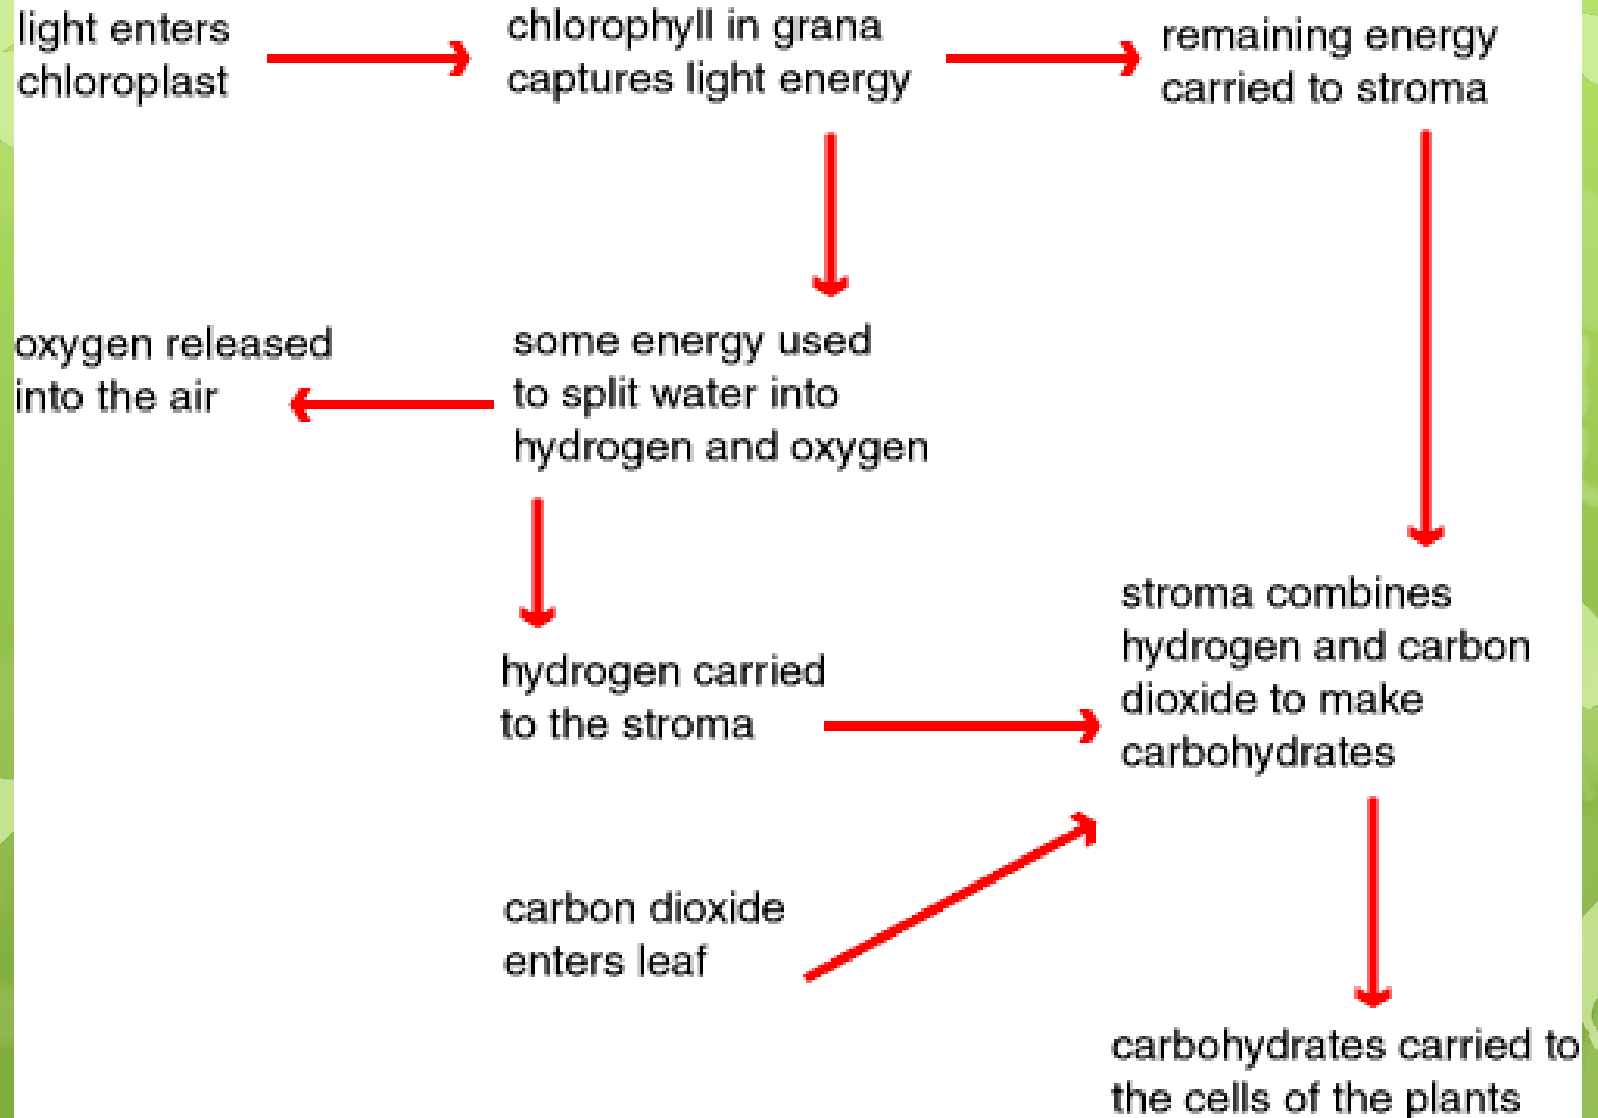 light enters
chloroplast
chlorophyll in grana
captures light energy
remaining energy
carried to stroma
oxygen released
into the air
some energy used
to split water into
hydrogen and oxygen
hydrogen carried
to the stroma
stroma combines
hydrogen and carbon
dioxide to make
carbohydrates
carbon dioxide
enters leaf
carbohydrates carried to
the cells of the plants